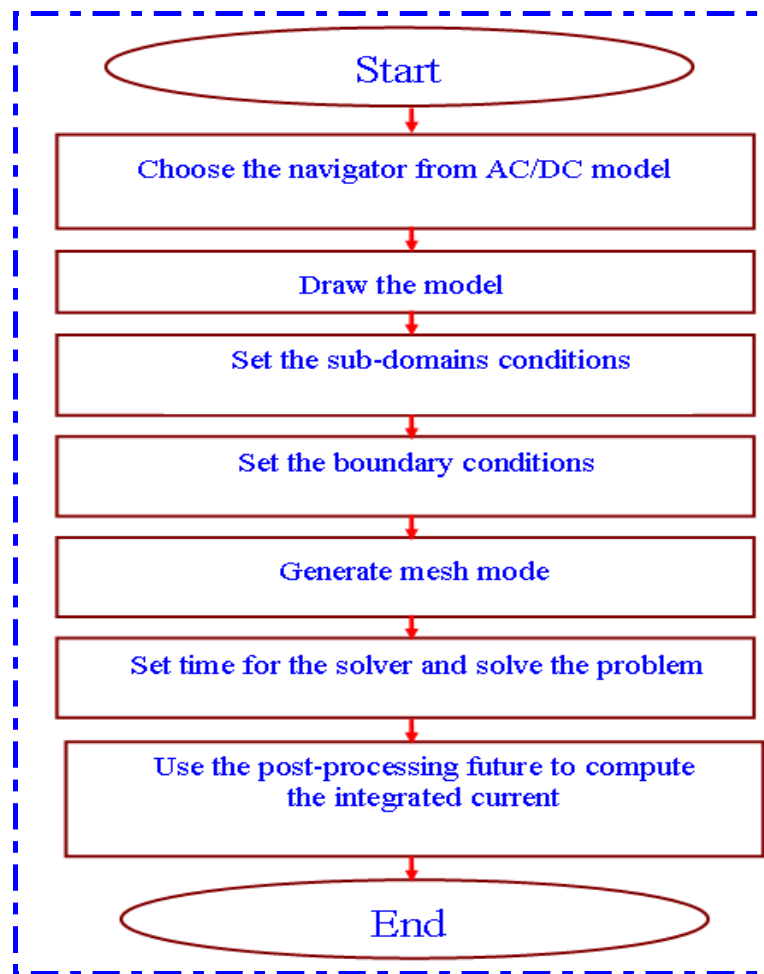 Start
Choose the navigator from AC/DC model
Draw the model
Set the sub-domains conditions
Set the boundary conditions
Generate mesh mode
Set time for the solver and solve the problem
Use the post-processing future to compute
the integrated current
End